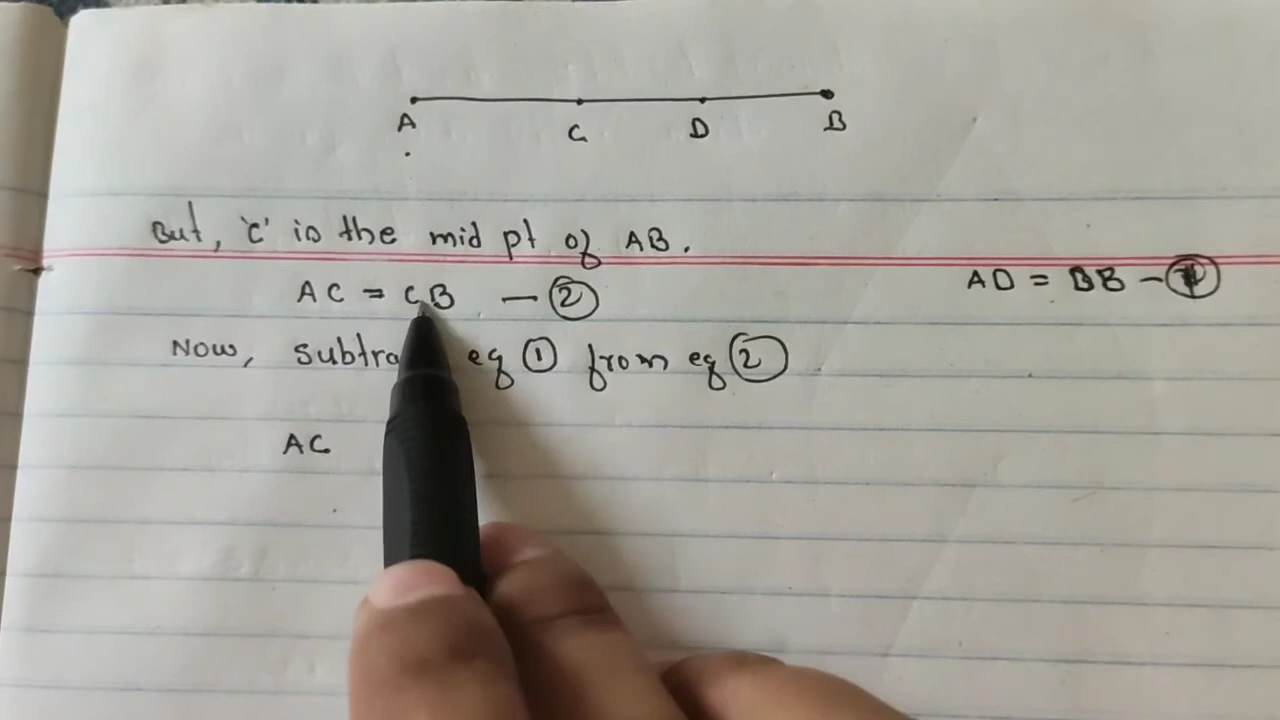 A C D B
But, 'C' is the mid pt of AB.
AC = CB — ②
AD = BB — ①
Now, subtra eq ① from eq ②
AC